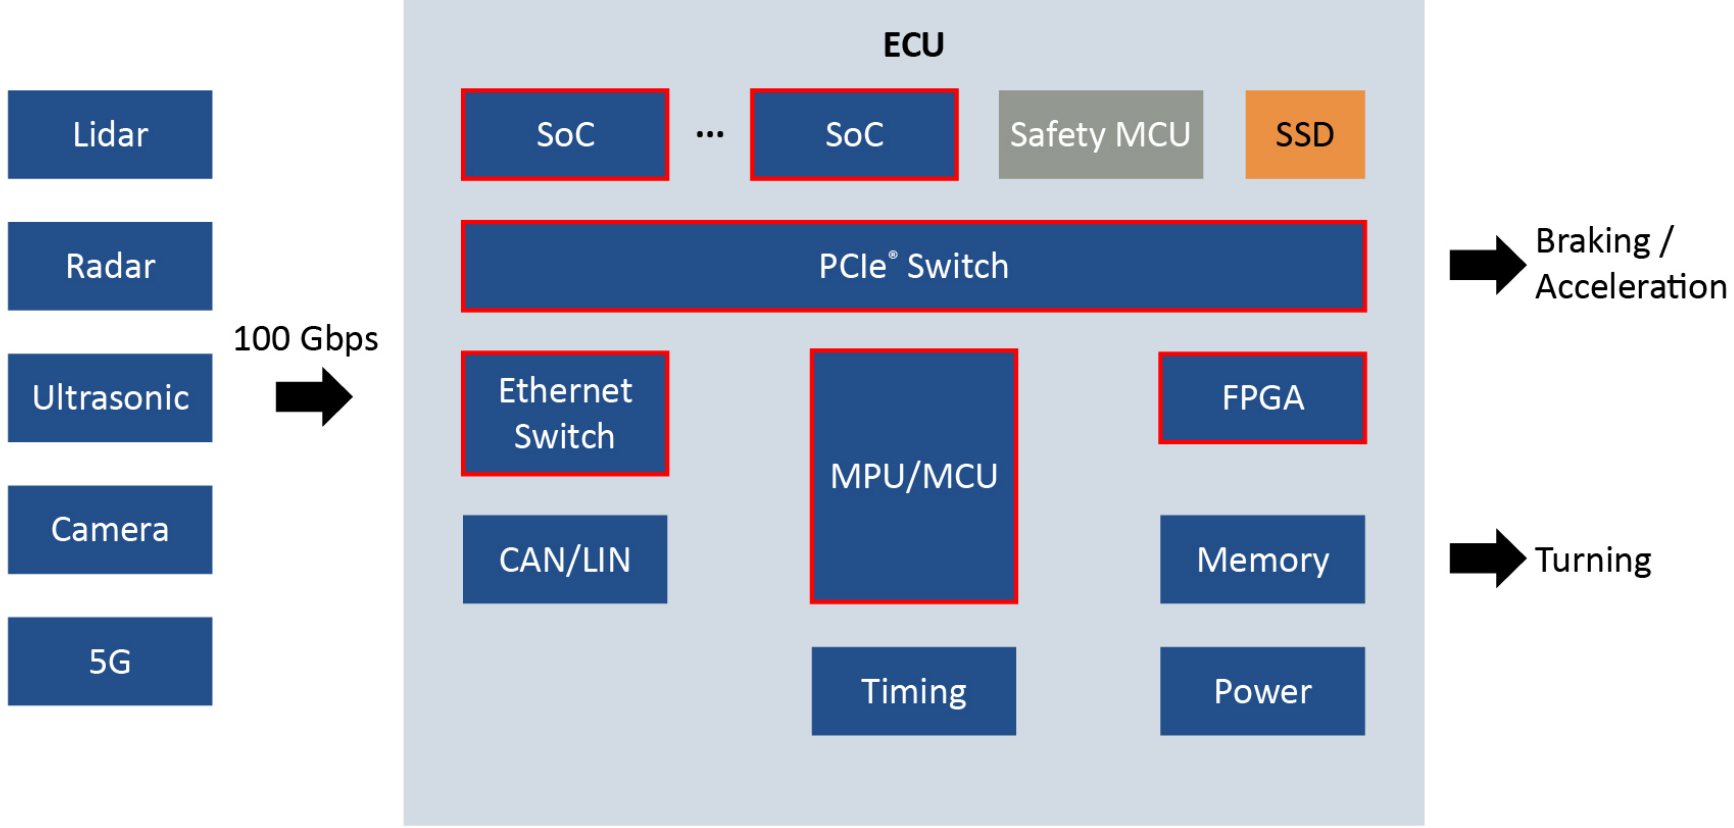 ECU
Lidar
SoC
...
SoC
Safety MCU
SSD
Radar
PCIe® Switch
Braking /
Acceleration
100 Gbps
Ultrasonic
Ethernet
Switch
MPU/MCU
FPGA
Camera
CAN/LIN
Memory
Turning
5G
Timing
Power